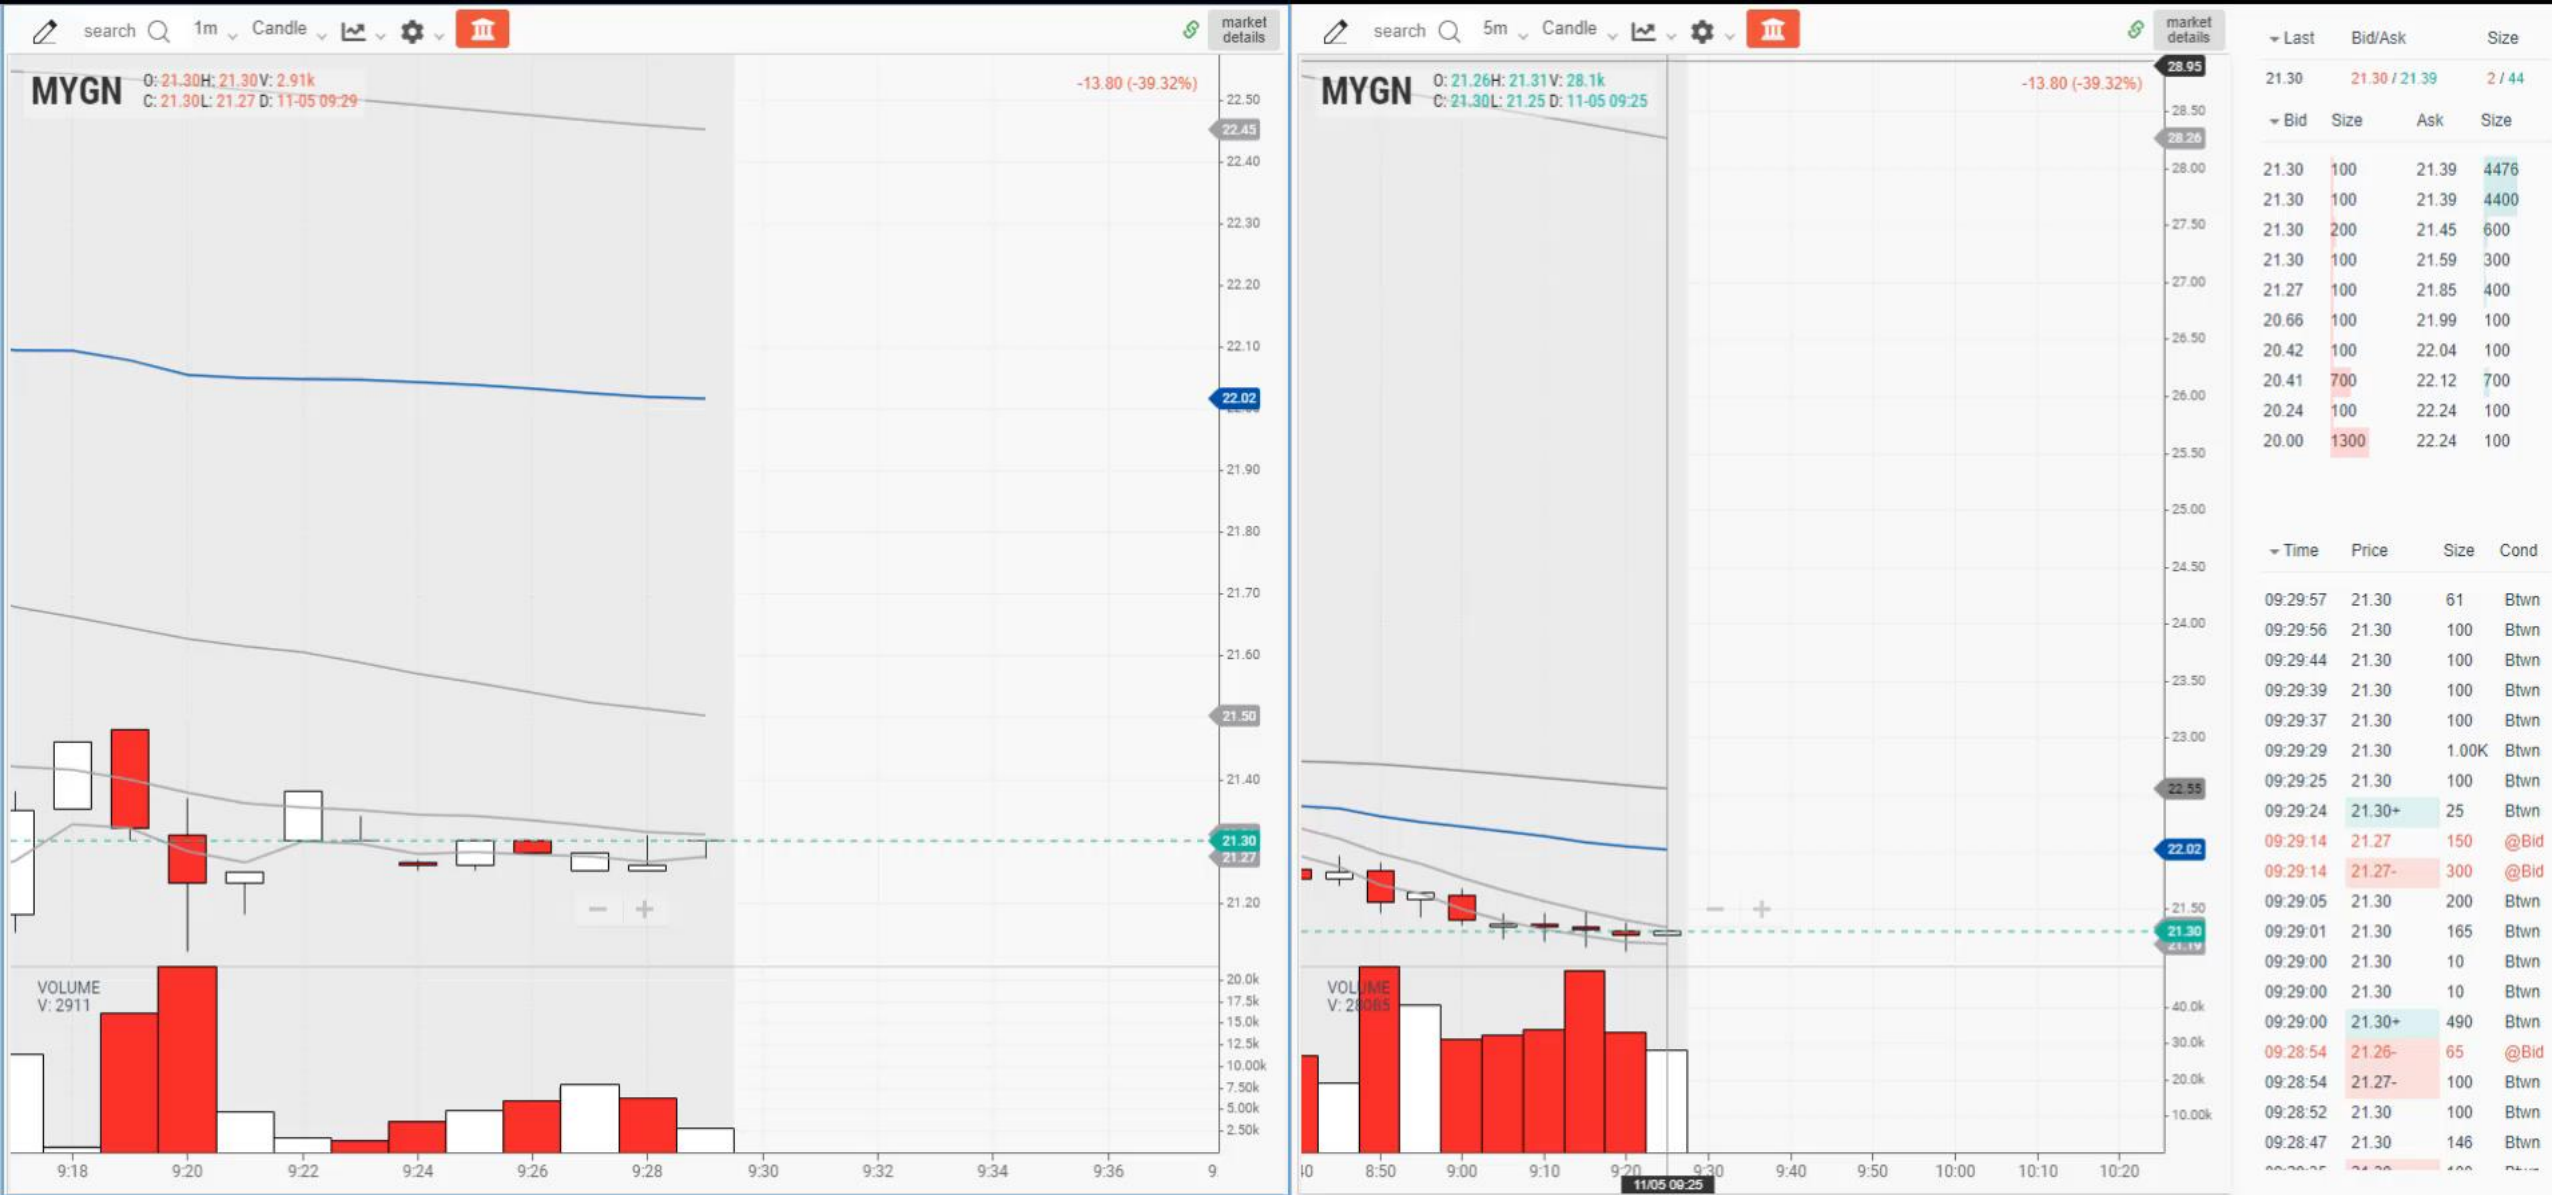 search 1m Candle market details
MYGN O: 21.30H: 21.30V: 2.91k
C: 21.30L: 21.27 D: 11-05 09:29
-13.80 (-39.32%)
22.50
22.45
22.40
22.30
22.20
22.10
22.02
21.90
21.80
21.70
21.60
21.50
21.40
21.30
21.27
21.20
VOLUME
V: 2911
20.0k
17.5k
15.0k
12.5k
10.00k
7.50k
5.00k
2.50k
9:18 9:20 9:22 9:24 9:26 9:28 9:30 9:32 9:34 9:36 9
search 5m Candle market details
MYGN O: 21.26H: 21.31V: 28.1k
C: 21.30L: 21.25 D: 11-05 09:25
-13.80 (-39.32%)
28.95
28.50
28.26
28.00
27.50
27.00
26.50
26.00
25.50
25.00
24.50
24.00
23.50
23.00
22.55
22.02
21.50
21.30
21.19
VOLUME
V: 28085
40.0k
30.0k
20.0k
10.00k
8:50 9:00 9:10 9:20 9:30 9:40 9:50 10:00 10:10 10:20
11/05 09:25
Last Bid/Ask Size
21.30 21.30 / 21.39 2 / 44
Bid Size Ask Size
21.30 100 21.39 4476
21.30 100 21.39 4400
21.30 200 21.45 600
21.30 100 21.59 300
21.27 100 21.85 400
20.66 100 21.99 100
20.42 100 22.04 100
20.41 700 22.12 700
20.24 100 22.24 100
20.00 1300 22.24 100
Time Price Size Cond
09:29:57 21.30 61 Btwn
09:29:56 21.30 100 Btwn
09:29:44 21.30 100 Btwn
09:29:39 21.30 100 Btwn
09:29:37 21.30 100 Btwn
09:29:29 21.30 1.00K Btwn
09:29:25 21.30 100 Btwn
09:29:24 21.30+ 25 Btwn
09:29:14 21.27 150 @Bid
09:29:14 21.27- 300 @Bid
09:29:05 21.30 200 Btwn
09:29:01 21.30 165 Btwn
09:29:00 21.30 10 Btwn
09:29:00 21.30 10 Btwn
09:29:00 21.30+ 490 Btwn
09:28:54 21.26- 65 @Bid
09:28:54 21.27- 100 Btwn
09:28:52 21.30 100 Btwn
09:28:47 21.30 146 Btwn